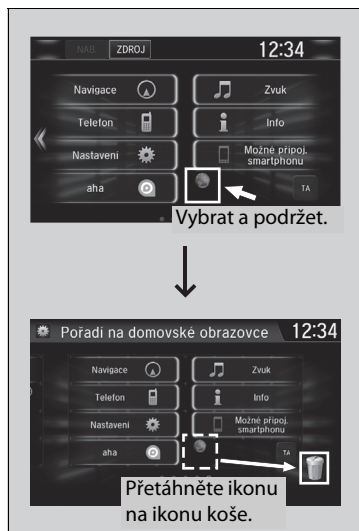 NAB. ZDROJ 12:34
Navigace Zvuk
Telefon Info
Nastavení Možné připoj. smartphonu
aha TA
Vybrat a podržet.
Pořadí na domovské obrazovce 12:34
Navigace Zvuk
Telefon Info
Nastavení Možné připoj. smartphonu
aha TA
Přetáhněte ikonu
na ikonu koše.